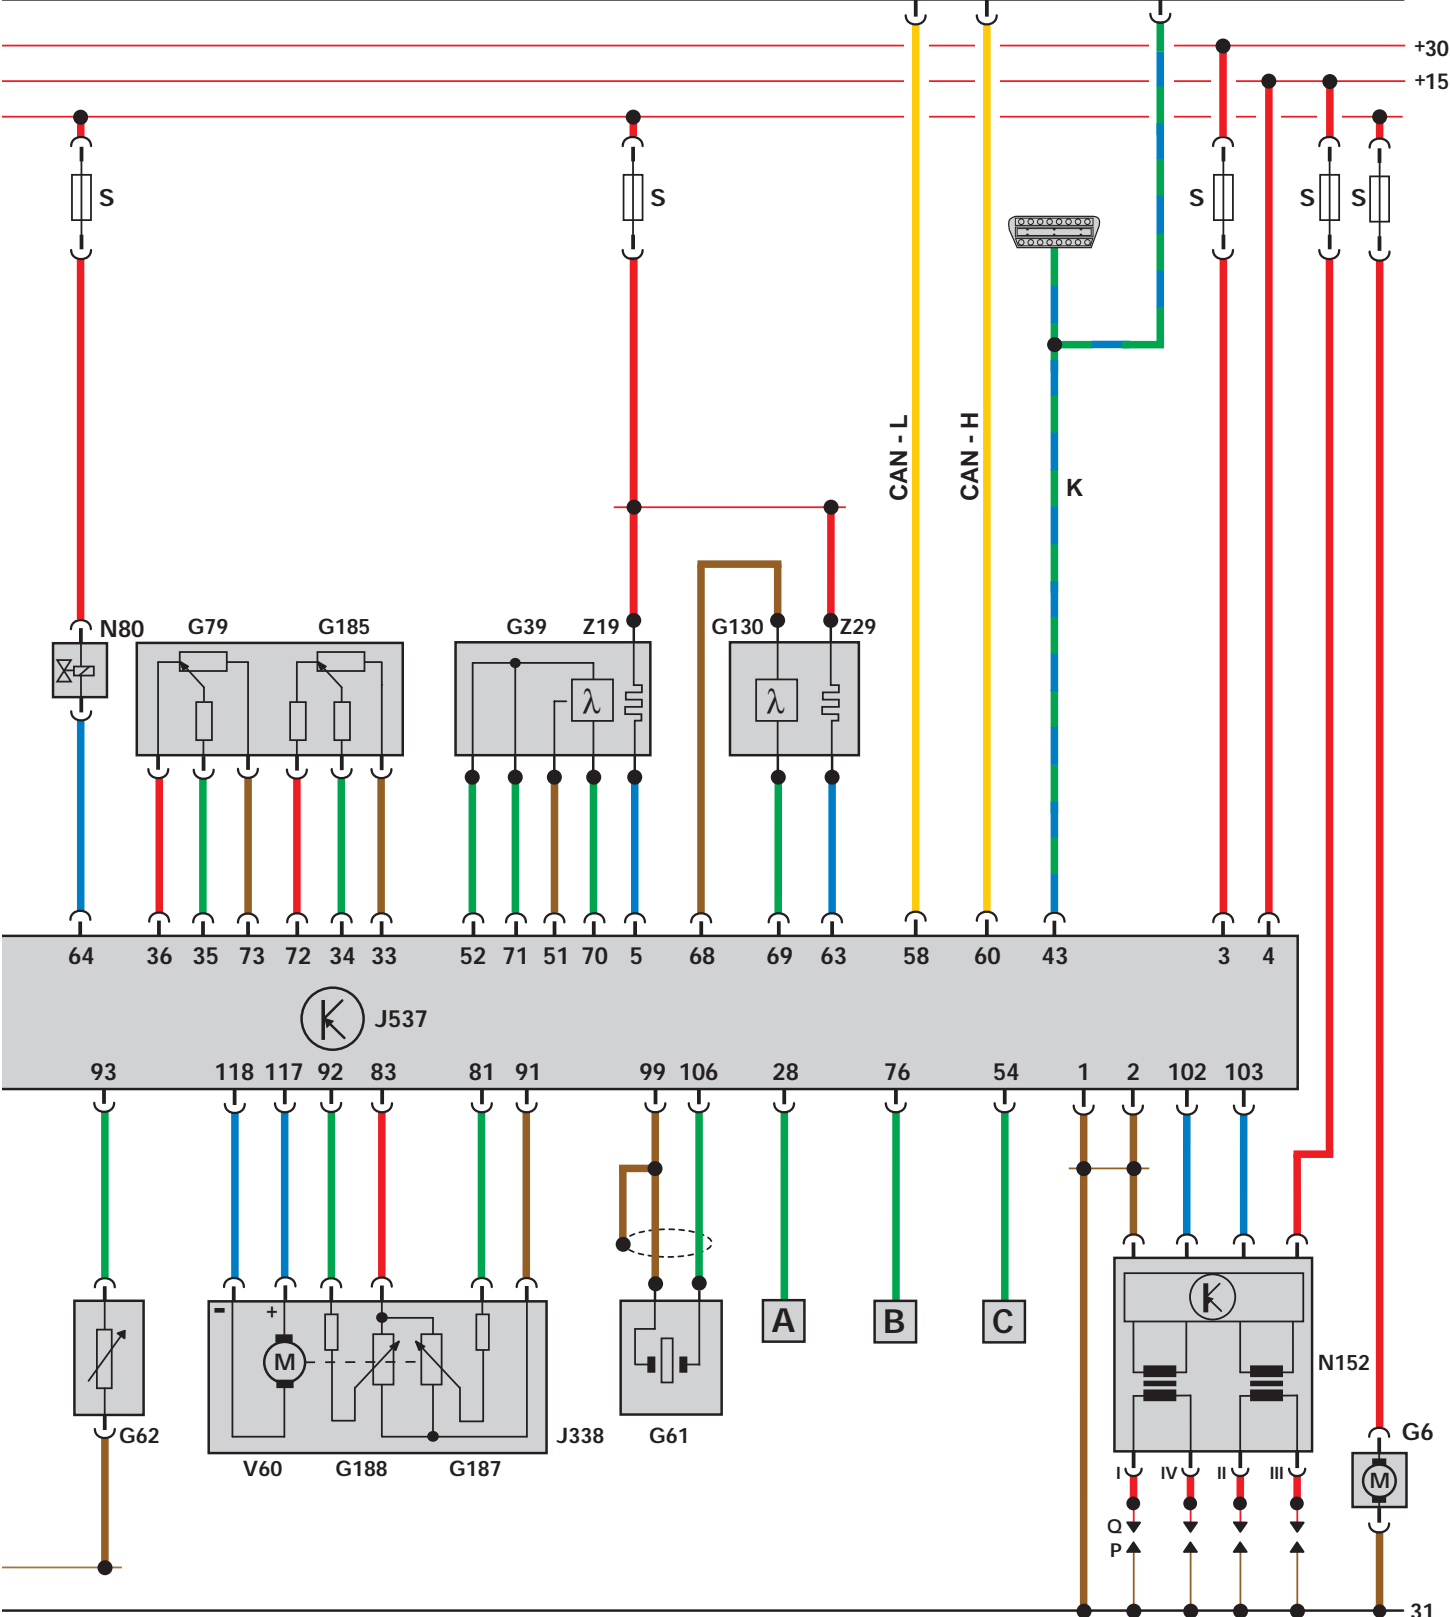 +30
+15
S
S
S
S
S
CAN - L
CAN - H
K
N80
G79
G185
G39
Z19
G130
Z29
λ
λ
64
36
35
73
72
34
33
52
71
51
70
5
68
69
63
58
60
43
3
4
J537
93
118
117
92
83
81
91
99
106
28
76
54
1
2
102
103
-
+
M
A
B
C
N152
G62
V60
G188
G187
J338
G61
G6
M
I
IV
II
III
Q
P
31